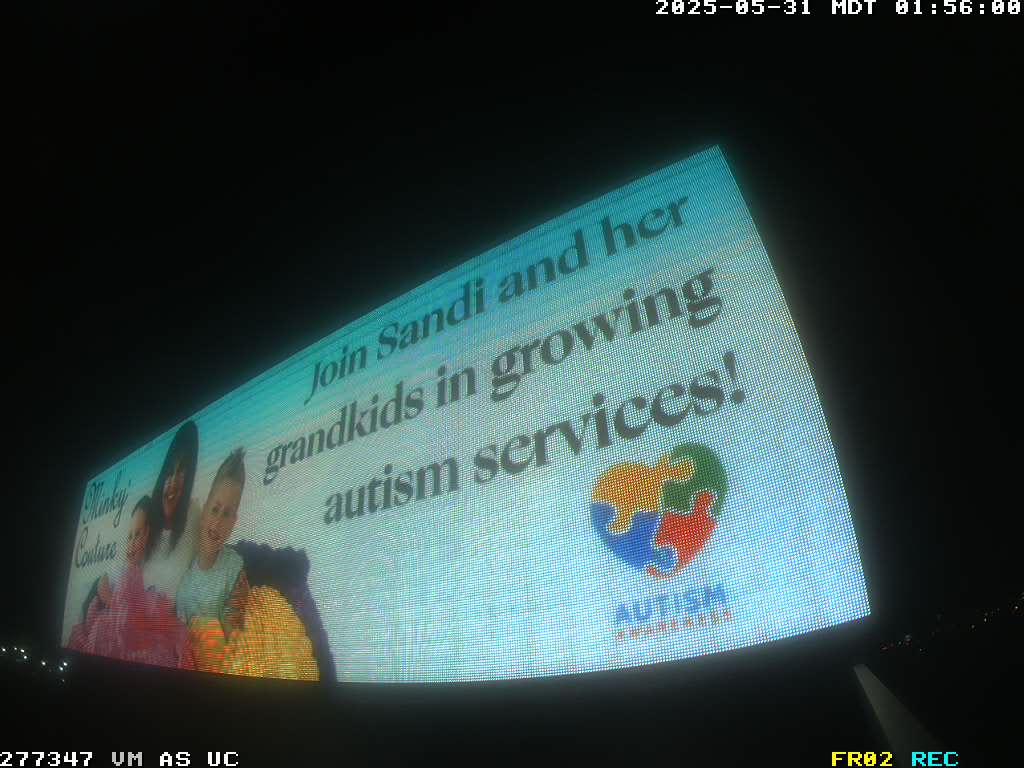 2025-05-31 MDT 01:56:00
Join Sandi and her
grandkids in growing
autism services!
Minky
Couture
AUTISM
AWARENESS
277347 VM AS UC
FR02 REC